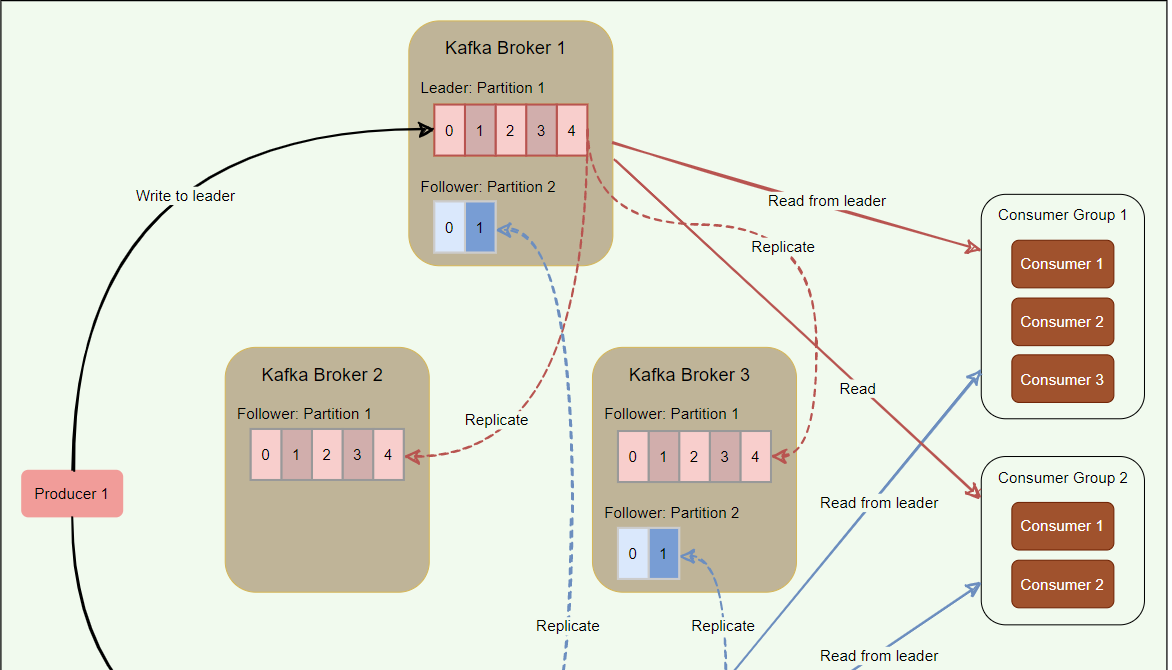 Kafka Broker 1
Leader: Partition 1
0 1 2 3 4
Follower: Partition 2
0 1
Write to leader
Read from leader
Replicate
Consumer Group 1
Consumer 1
Consumer 2
Consumer 3
Kafka Broker 2
Follower: Partition 1
0 1 2 3 4
Replicate
Kafka Broker 3
Follower: Partition 1
0 1 2 3 4
Follower: Partition 2
0 1
Read
Producer 1
Read from leader
Consumer Group 2
Consumer 1
Consumer 2
Replicate
Replicate
Read from leader